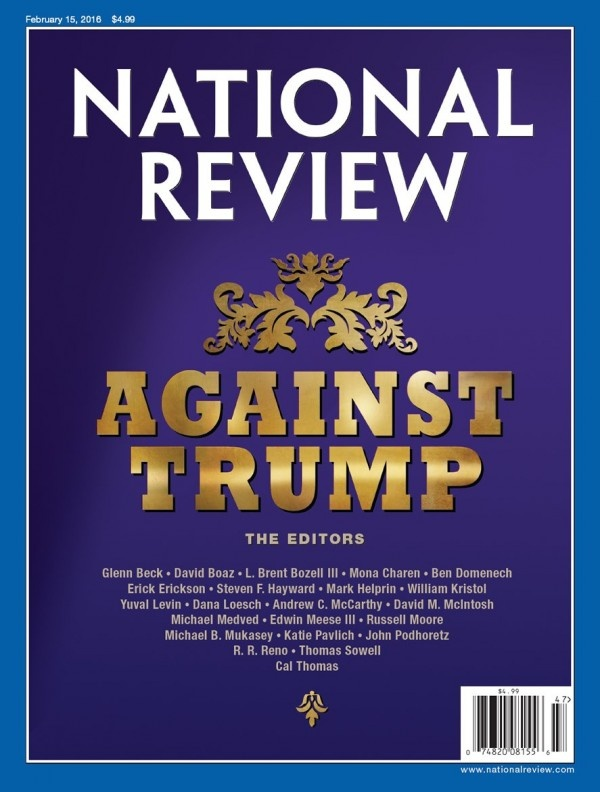 February 15, 2016 $4.99
NATIONAL
REVIEW
AGAINST
TRUMP
THE EDITORS
Glenn Beck • David Boaz • L. Brent Bozell III • Mona Charen • Ben Domenech
Erick Erickson • Steven F. Hayward • Mark Helprin • William Kristol
Yuval Levin • Dana Loesch • Andrew C. McCarthy • David M. McIntosh
Michael Medved • Edwin Meese III • Russell Moore
Michael B. Mukasey • Katie Pavlich • John Podhoretz
R. R. Reno • Thomas Sowell
Cal Thomas
$4.99
47>
0 74820 08155 6
www.nationalreview.com